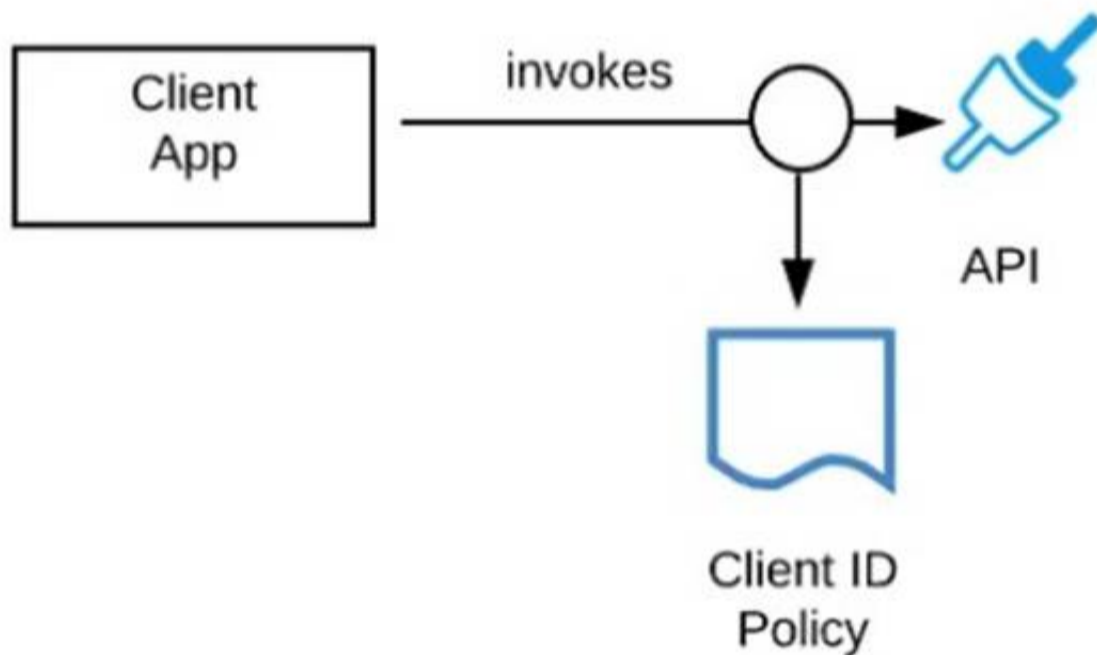 Client
App
invokes
API
Client ID
Policy